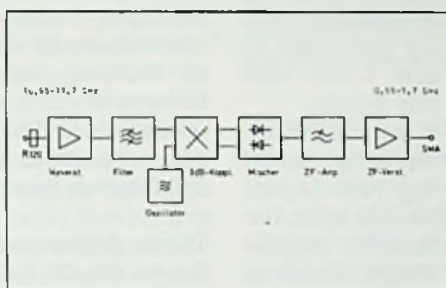 10,95-11,7 GHz
0,95-1,7 GHz
R120
SMA
Vorverst. Filter 3dB-Koppl. Mischer ZF-Anp. ZF-Verst.
Oszillator